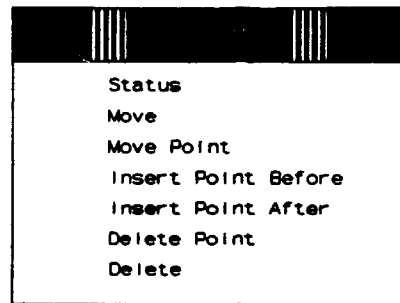 Status
Move
Move Point
Insert Point Before
Insert Point After
Delete Point
Delete